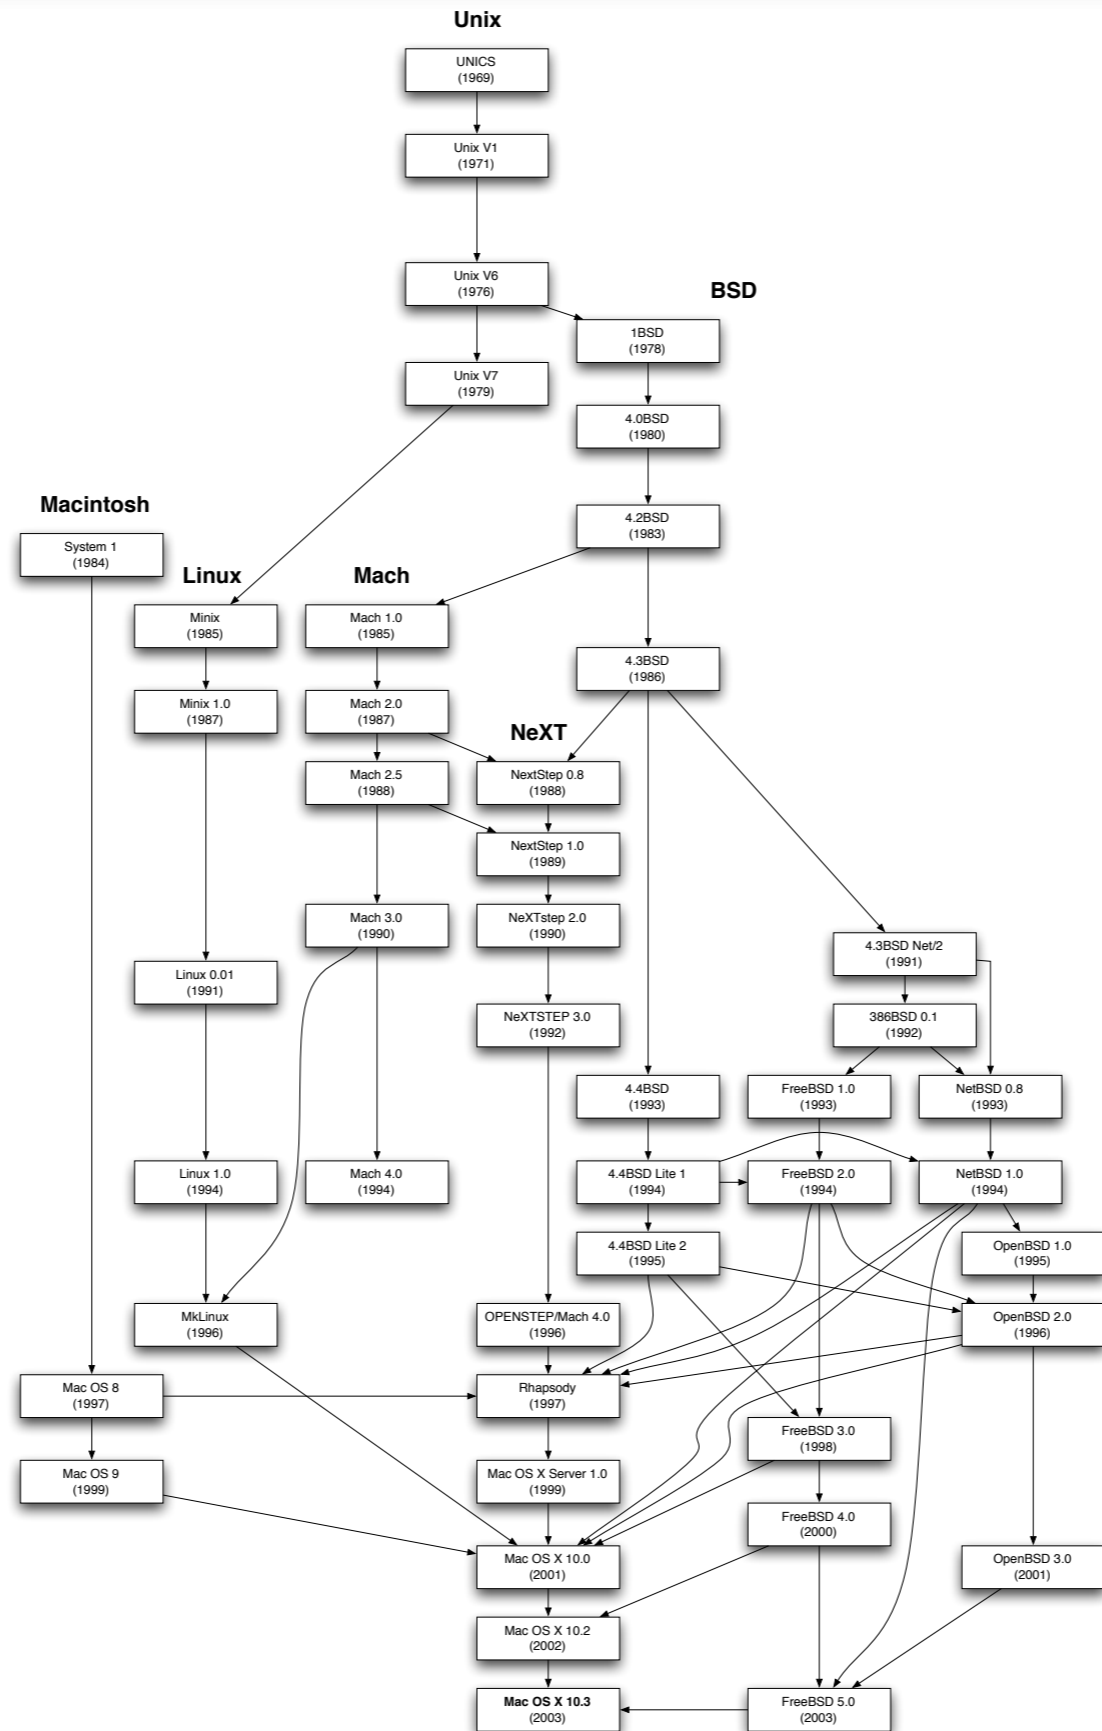 Unix
UNICS
(1969)
Unix V1
(1971)
Unix V6
(1976)
BSD
1BSD
(1978)
Unix V7
(1979)
4.0BSD
(1980)
Macintosh
4.2BSD
(1983)
System 1
(1984)
Linux
Mach
Minix
(1985)
Mach 1.0
(1985)
4.3BSD
(1986)
Minix 1.0
(1987)
Mach 2.0
(1987)
NeXT
Mach 2.5
(1988)
NextStep 0.8
(1988)
NextStep 1.0
(1989)
Mach 3.0
(1990)
NeXTstep 2.0
(1990)
4.3BSD Net/2
(1991)
Linux 0.01
(1991)
NeXTSTEP 3.0
(1992)
386BSD 0.1
(1992)
4.4BSD
(1993)
FreeBSD 1.0
(1993)
NetBSD 0.8
(1993)
Linux 1.0
(1994)
Mach 4.0
(1994)
4.4BSD Lite 1
(1994)
FreeBSD 2.0
(1994)
NetBSD 1.0
(1994)
4.4BSD Lite 2
(1995)
OpenBSD 1.0
(1995)
MkLinux
(1996)
OPENSTEP/Mach 4.0
(1996)
OpenBSD 2.0
(1996)
Mac OS 8
(1997)
Rhapsody
(1997)
FreeBSD 3.0
(1998)
Mac OS 9
(1999)
Mac OS X Server 1.0
(1999)
FreeBSD 4.0
(2000)
Mac OS X 10.0
(2001)
OpenBSD 3.0
(2001)
Mac OS X 10.2
(2002)
Mac OS X 10.3
(2003)
FreeBSD 5.0
(2003)